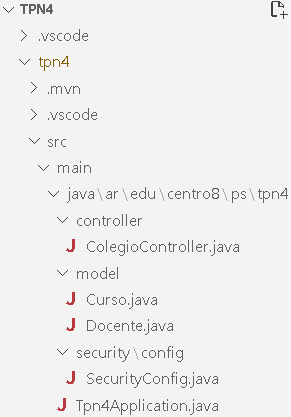 TPN4
.vscode
tpn4
.mvn
.vscode
src
main
java\ar\edu\centro8\ps\tpn4
controller
J ColegioController.java
model
J Curso.java
J Docente.java
security\config
J SecurityConfig.java
J Tpn4Application.java